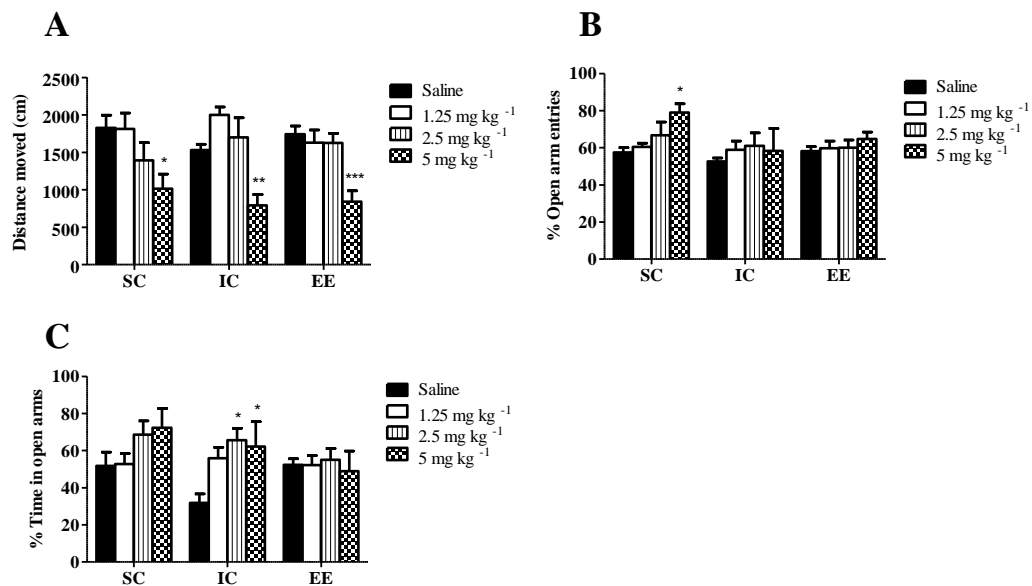 A
2500
2000
1500
1000
500
0
Distance moved (cm)
*
**
***
SC IC EE
Saline
1.25 mg kg -1
2.5 mg kg -1
5 mg kg -1
B
100
80
60
40
20
0
% Open arm entries
*
SC IC EE
Saline
1.25 mg kg -1
2.5 mg kg -1
5 mg kg -1
C
100
80
60
40
20
0
% Time in open arms
* *
SC IC EE
Saline
1.25 mg kg -1
2.5 mg kg -1
5 mg kg -1